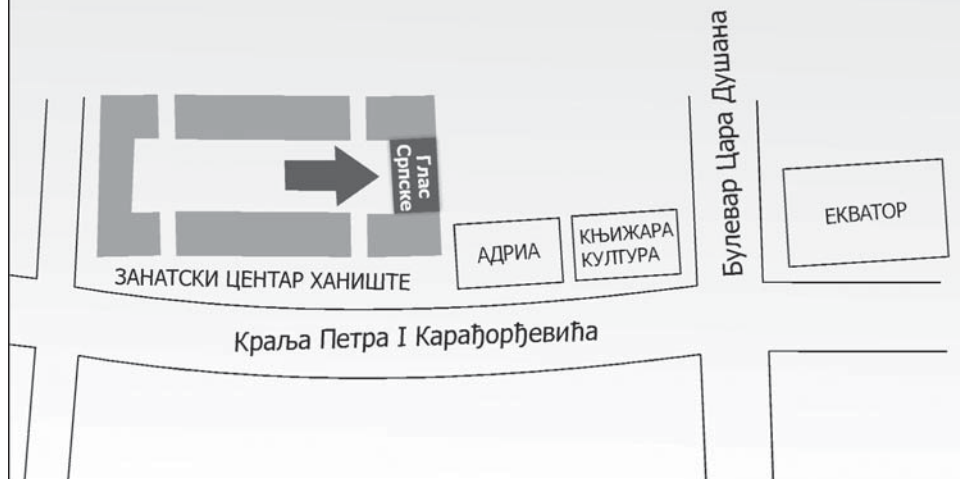 Булевар Цара Душана
Глас
Српске
ЕКВАТОР
АДРИА
КЊИЖАРА
КУЛТУРА
ЗАНАТСКИ ЦЕНТАР ХАНИШТЕ
Краља Петра I Карађорђевића